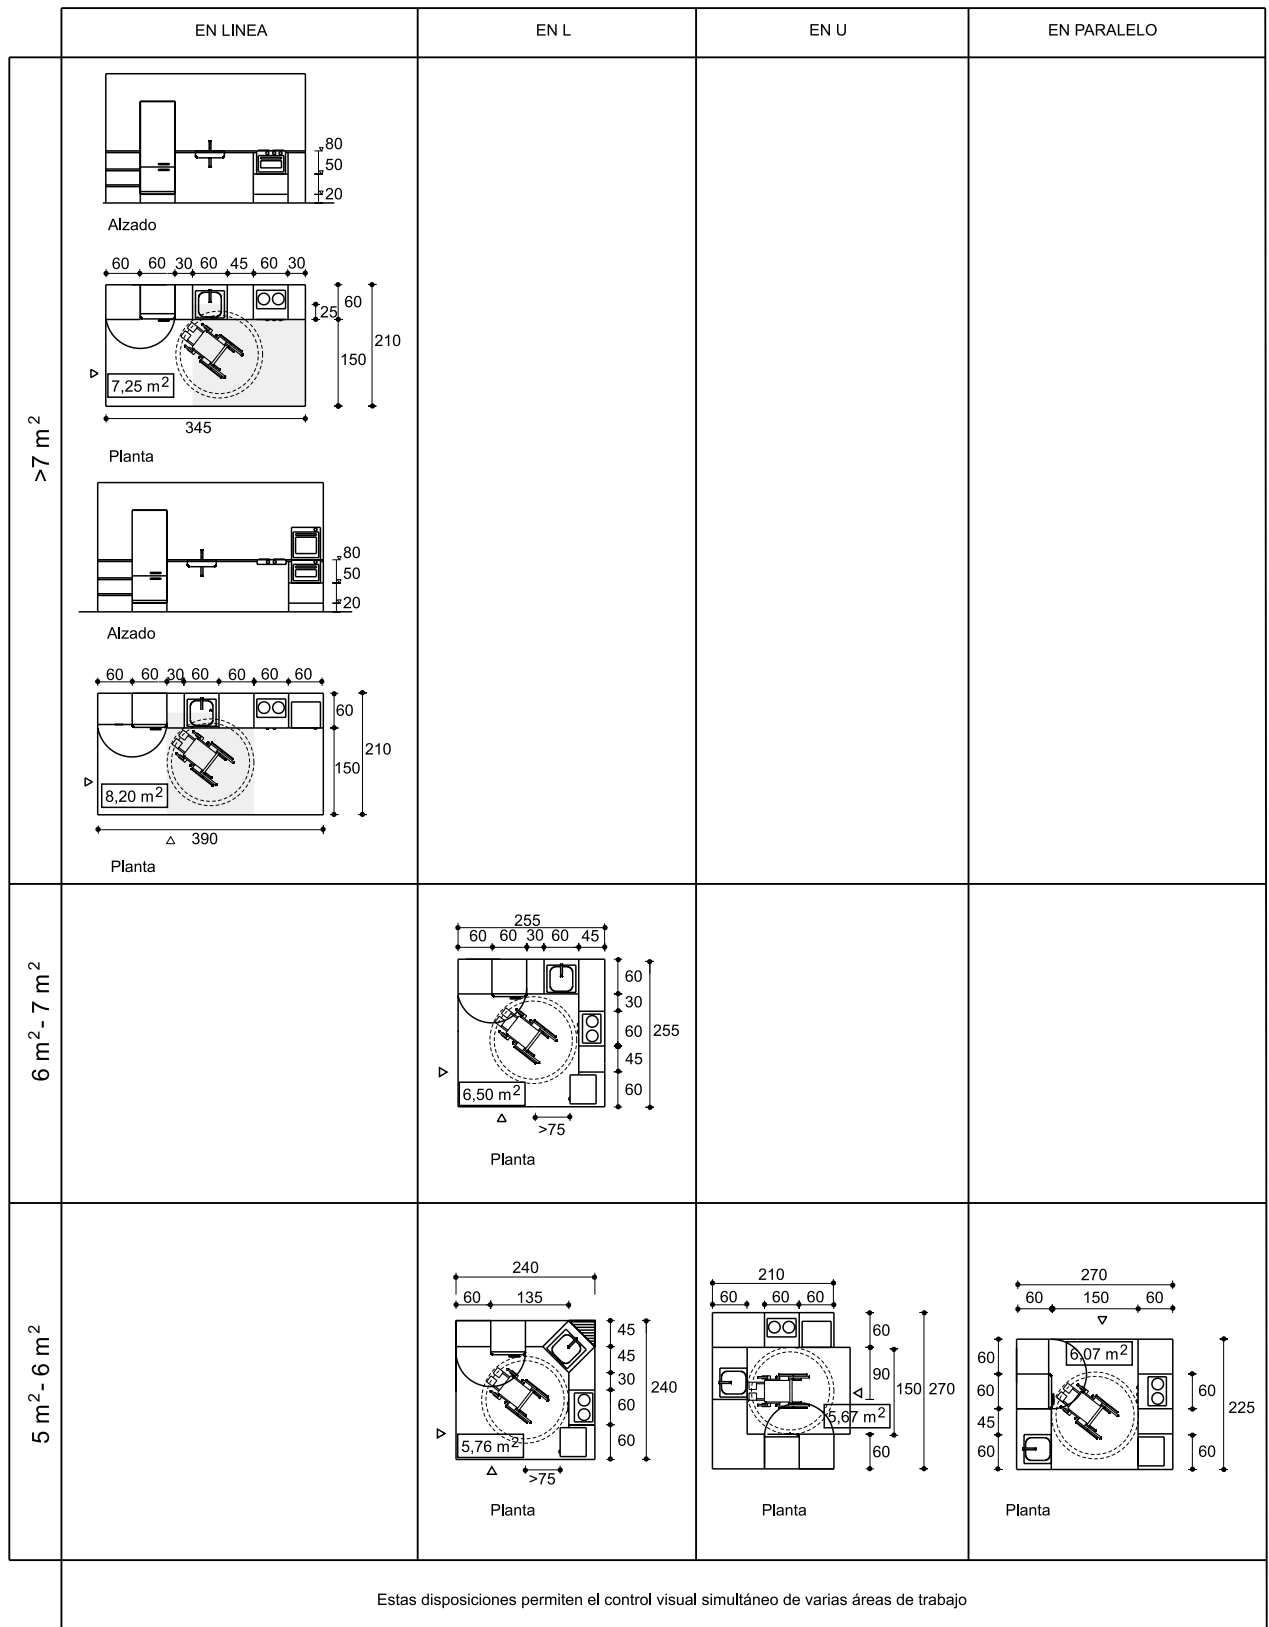 EN LINEA EN L EN U EN PARALELO
>7 m²
80
50
20
Alzado
60 60 30 60 45 60 30
60
25
210
150
7,25 m²
345
Planta
80
50
20
Alzado
60 60 30 60 60 60 60
60
210
150
8,20 m²
390
Planta
6 m² - 7 m²
255
60 60 30 60 45
60
30
60 255
45
60
6,50 m²
>75
Planta
5 m² - 6 m²
240
60 135
45
45
30
240
60
60
5,76 m²
>75
Planta
210
60 60 60
60
90
150 270
5,67 m²
60
Planta
270
60 150 60
6,07 m²
60
60 60
225
45
60 60
Planta
Estas disposiciones permiten el control visual simultáneo de varias áreas de trabajo